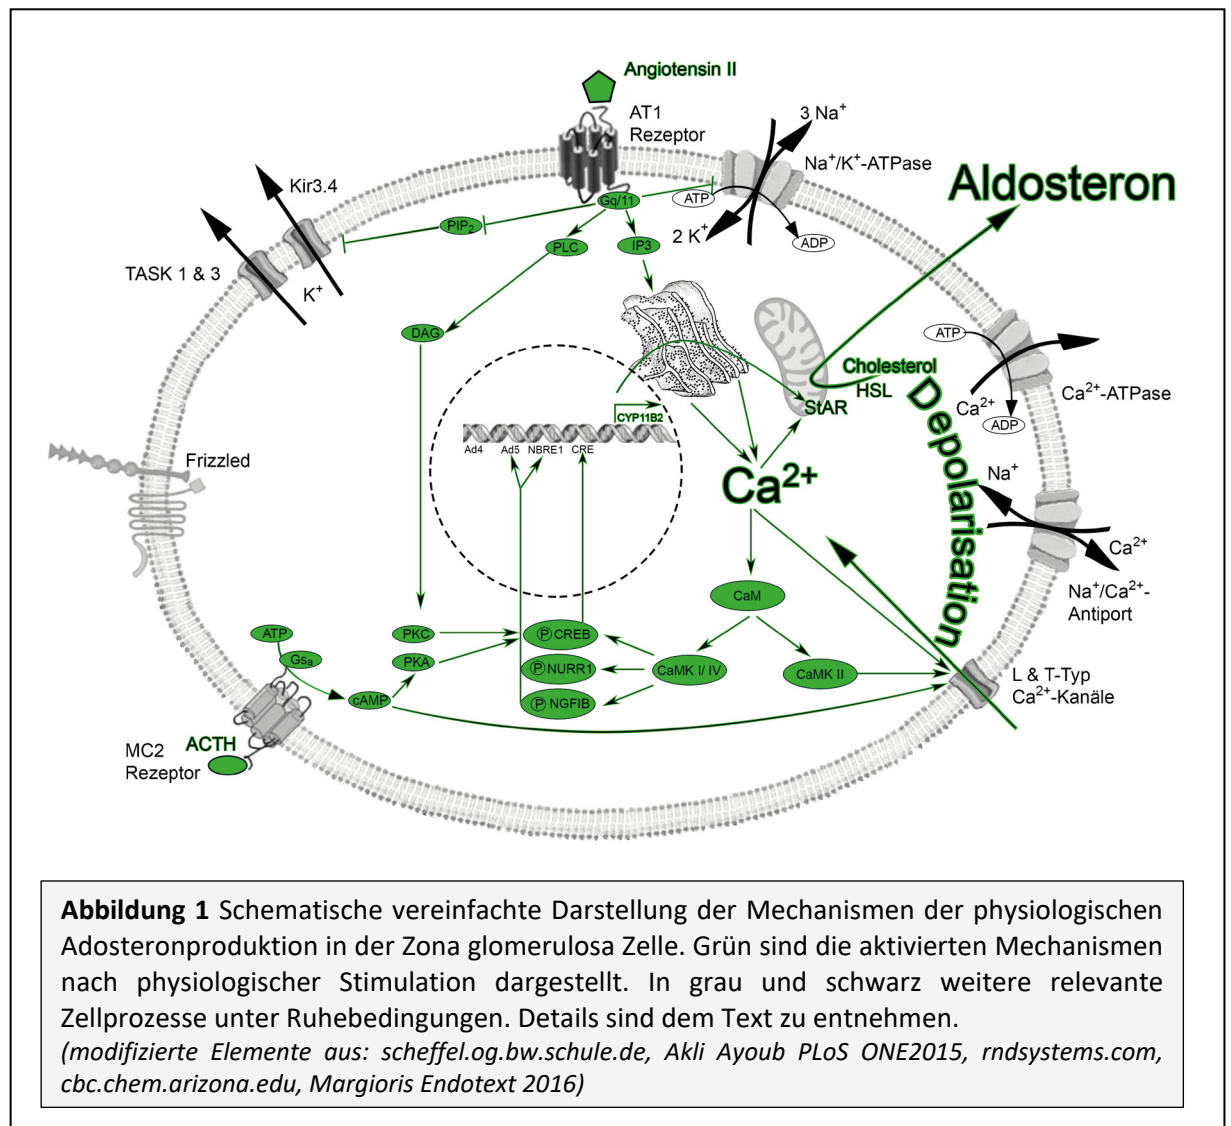 Angiotensin II
AT1
Rezeptor
3 Na+
Na+/K+-ATPase
Aldosteron
Kir3.4
Gq/11
ATP
PIP2
2 K+
ADP
PLC
IP3
TASK 1 & 3
K+
DAG
ATP
Cholesterol
HSL
StAR
Ca2+
Ca2+-ATPase
ADP
CYP11B2
Ad4
Ad5
NBRE1
CRE
Depolarisation
Frizzled
Na+
Ca2+
Ca2+
Na+/Ca2+-
Antiport
CaM
ATP
Gsa
PKC
P CREB
PKA
P NURR1
CaMK I/ IV
CaMK II
L & T-Typ
Ca2+-Kanäle
cAMP
P NGFIB
ACTH
MC2
Rezeptor
Abbildung 1 Schematische vereinfachte Darstellung der Mechanismen der physiologischen
Adosteronproduktion in der Zona glomerulosa Zelle. Grün sind die aktivierten Mechanismen
nach physiologischer Stimulation dargestellt. In grau und schwarz weitere relevante
Zellprozesse unter Ruhebedingungen. Details sind dem Text zu entnehmen.
(modifizierte Elemente aus: scheffel.og.bw.schule.de, Akli Ayoub PLoS ONE2015, rndsystems.com,
cbc.chem.arizona.edu, Margioris Endotext 2016)